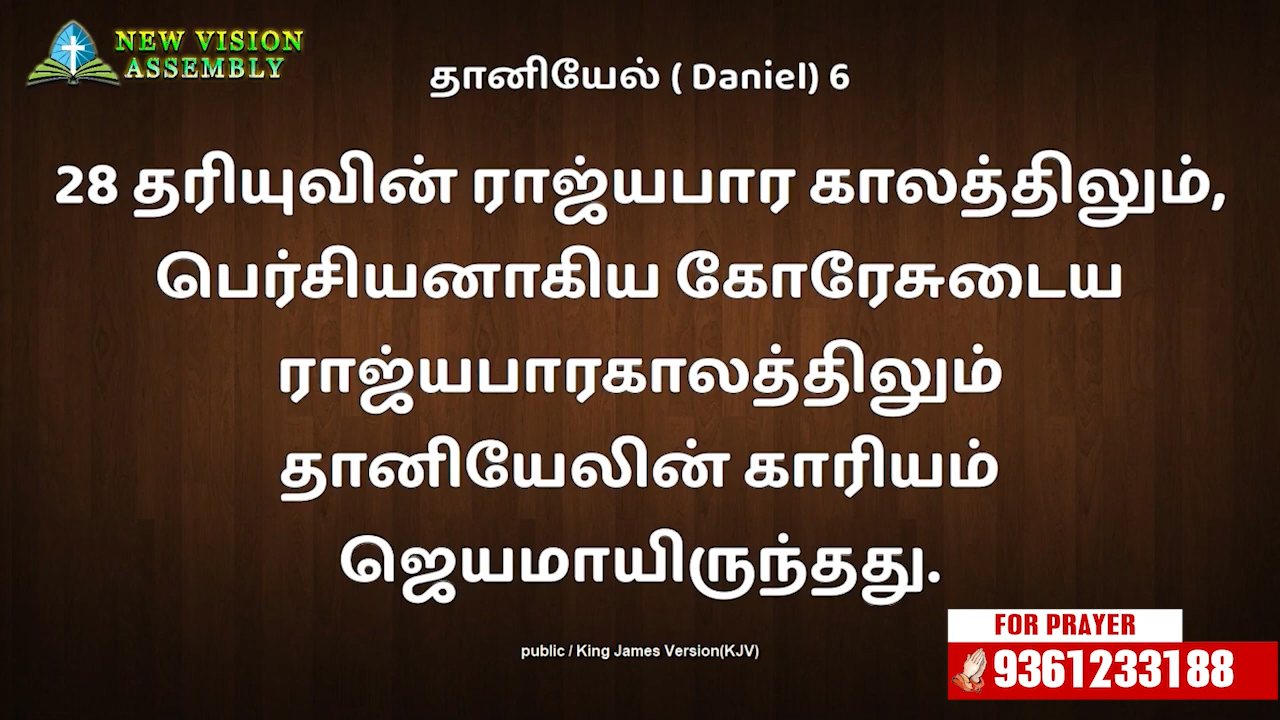 NEW VISION
ASSEMBLY
தானியேல் ( Daniel) 6
28 தரியுவின் ராஜ்யபார காலத்திலும்,
பெர்சியனாகிய கோரேசுடைய
ராஜ்யபாரகாலத்திலும்
தானியேலின் காரியம்
ஜெயமாயிருந்தது.
public / King James Version(KJV)
FOR PRAYER
9361233188